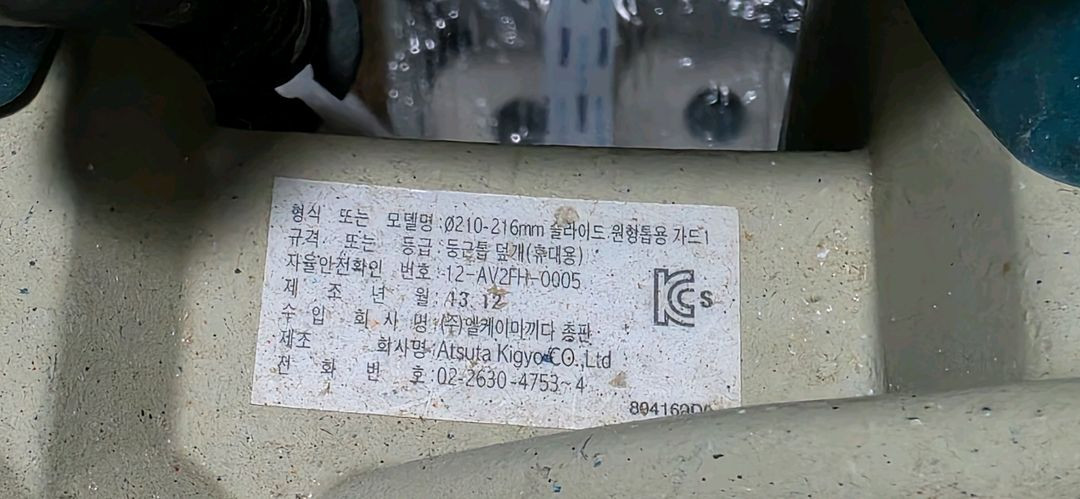 형식 또는 모델명:Ø210-216mm 슬라이드 원형톱용 가드1
규격 또는 등급:둥근톱 덮개(휴대용)
자율안전확인 번호:12-AV2FH-0005
제조년월:13.12
수입회사명:(주)엘케이마끼다 총판
제조 회사명:Atsuta Kigyo CO.,Ltd
전화번호:02-2630-4753~4
KCs